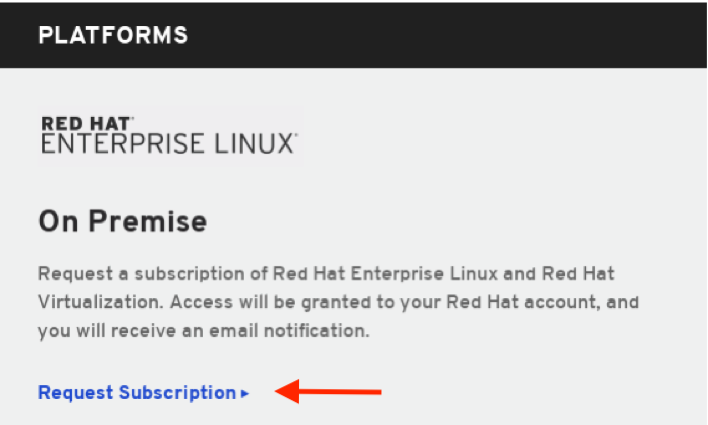 PLATFORMS
RED HAT
ENTERPRISE LINUX
On Premise
Request a subscription of Red Hat Enterprise Linux and Red Hat
Virtualization. Access will be granted to your Red Hat account, and
you will receive an email notification.
Request Subscription ▸